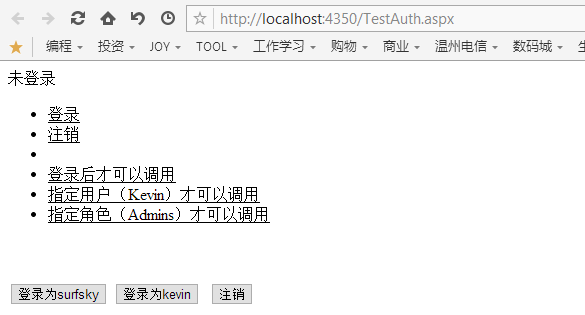 http://localhost:4350/TestAuth.aspx
编程 投资 JOY TOOL 工作学习 购物 商业 温州电信 数码城
未登录
登录
注销
登录后才可以调用
指定用户（Kevin）才可以调用
指定角色（Admins）才可以调用
登录为surfsky 登录为kevin 注销